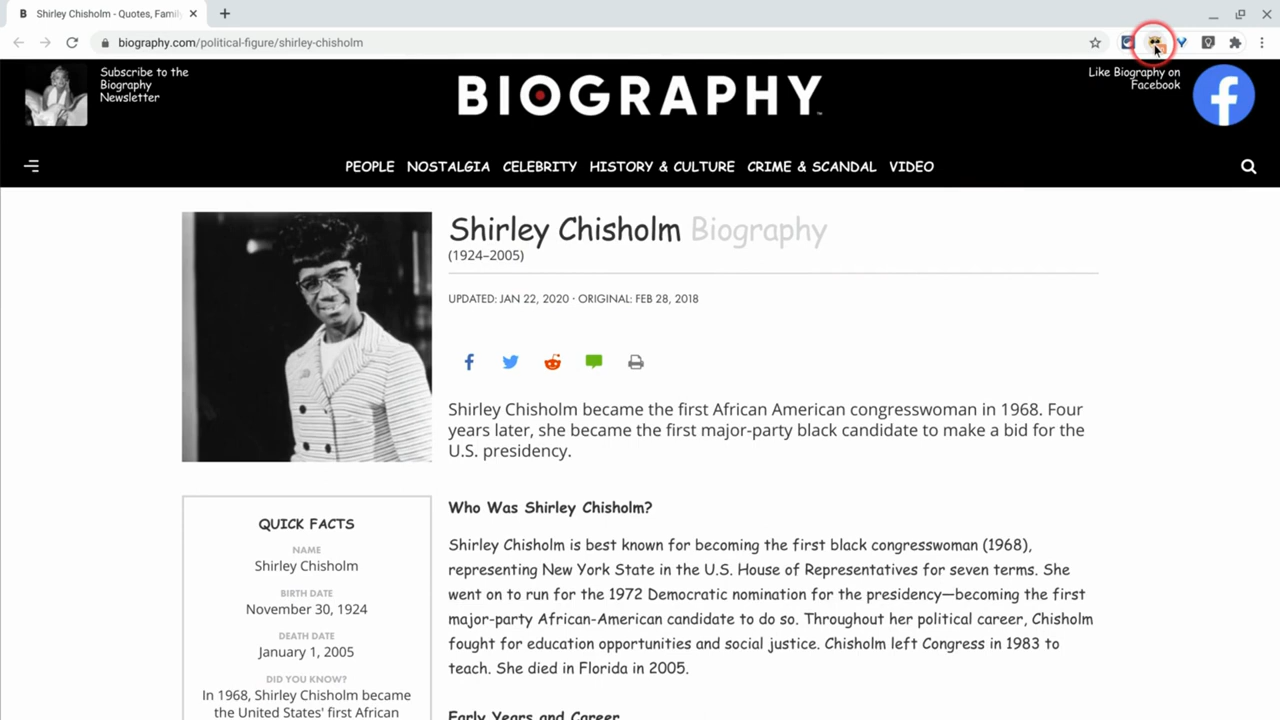 B Shirley Chisholm - Quotes, Famil
biography.com/political-figure/shirley-chisholm
Subscribe to the
Biography
Newsletter
BIOGRAPHY
Like Biography on
Facebook
PEOPLE NOSTALGIA CELEBRITY HISTORY & CULTURE CRIME & SCANDAL VIDEO
Shirley Chisholm Biography
(1924–2005)
UPDATED: JAN 22, 2020 · ORIGINAL: FEB 28, 2018
Shirley Chisholm became the first African American congresswoman in 1968. Four
years later, she became the first major-party black candidate to make a bid for the
U.S. presidency.
QUICK FACTS
NAME
Shirley Chisholm
BIRTH DATE
November 30, 1924
DEATH DATE
January 1, 2005
DID YOU KNOW?
In 1968, Shirley Chisholm became
the United States' first African
Who Was Shirley Chisholm?
Shirley Chisholm is best known for becoming the first black congresswoman (1968),
representing New York State in the U.S. House of Representatives for seven terms. She
went on to run for the 1972 Democratic nomination for the presidency—becoming the first
major-party African-American candidate to do so. Throughout her political career, Chisholm
fought for education opportunities and social justice. Chisholm left Congress in 1983 to
teach. She died in Florida in 2005.
Early Years and Career